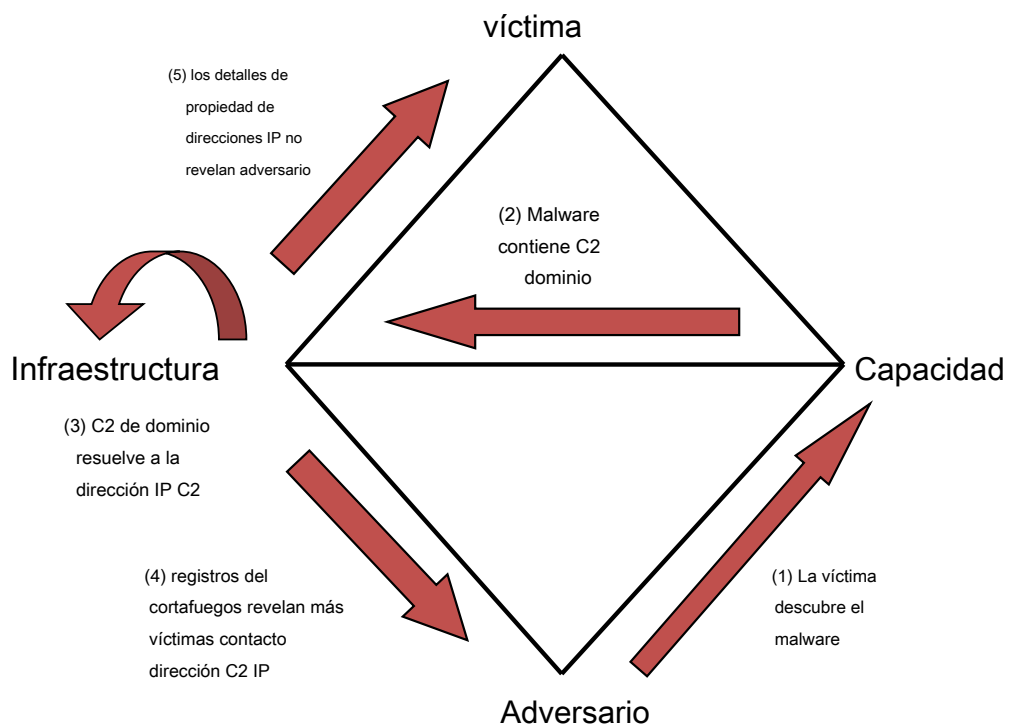 víctima
(5) los detalles de
propiedad de
direcciones IP no
revelan adversario
(2) Malware
contiene C2
dominio
Infraestructura
Capacidad
(3) C2 de dominio
resuelve a la
dirección IP C2
(4) registros del
cortafuegos revelan más
víctimas contacto
dirección C2 IP
(1) La víctima
descubre el
malware
Adversario